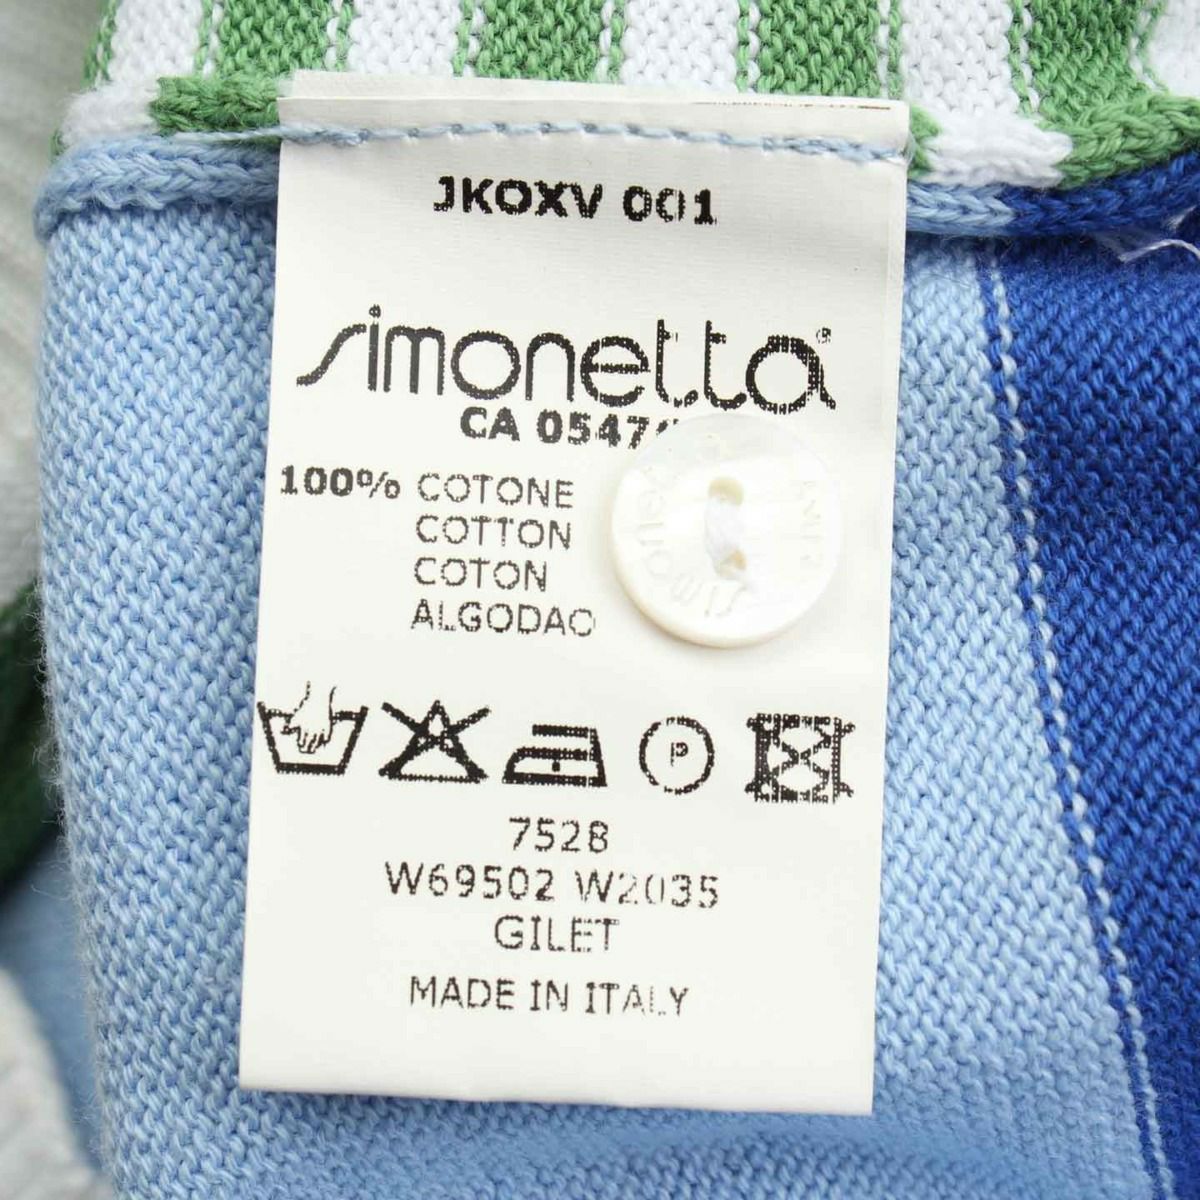 JKOXV 001
simonetta
CA 0547
100% COTONE
COTTON
COTON
ALGODAO
P
7528
W69502 W2035
GILET
MADE IN ITALY